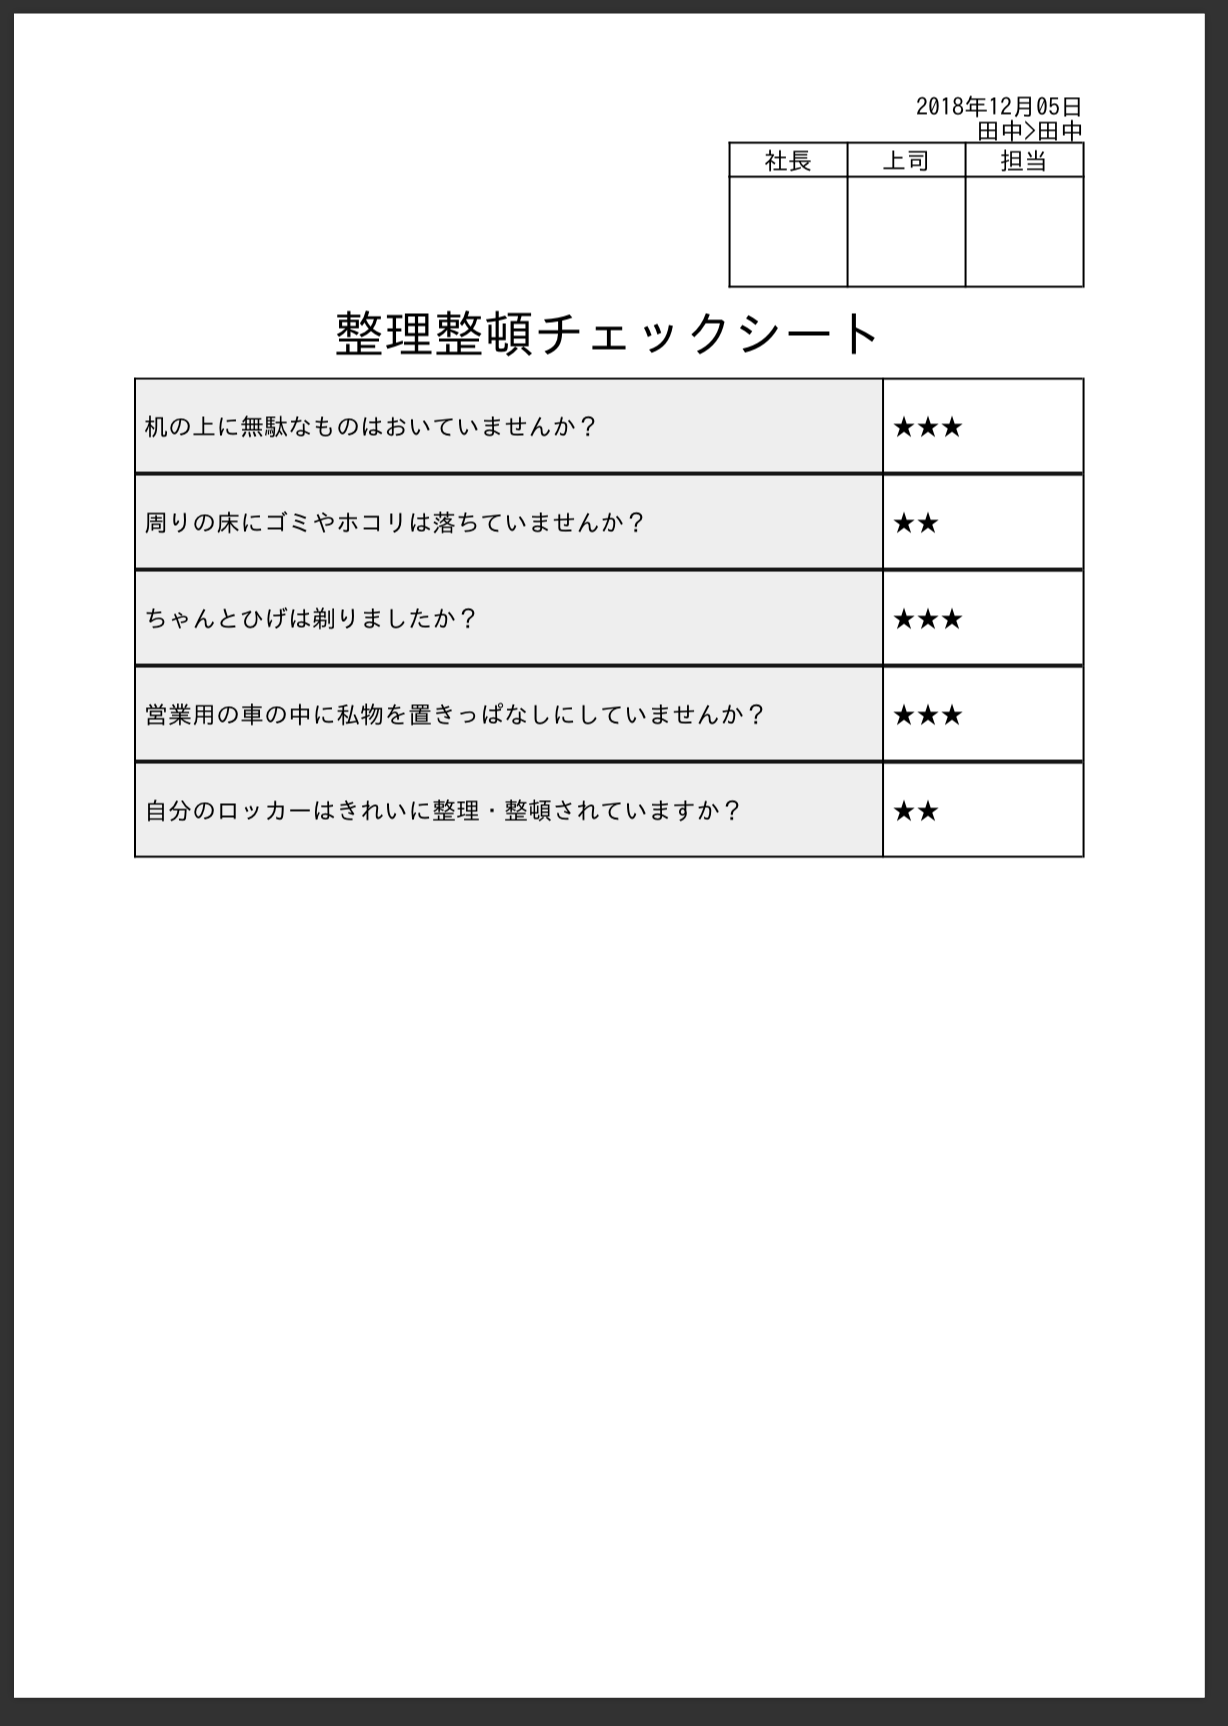 2018年12月05日
田中>田中
社長 上司 担当
整理整頓チェックシート
机の上に無駄なものはおいていませんか？ ★★★
周りの床にゴミやホコリは落ちていませんか？ ★★
ちゃんとひげは剃りましたか？ ★★★
営業用の車の中に私物を置きっぱなしにしていませんか？ ★★★
自分のロッカーはきれいに整理・整頓されていますか？ ★★